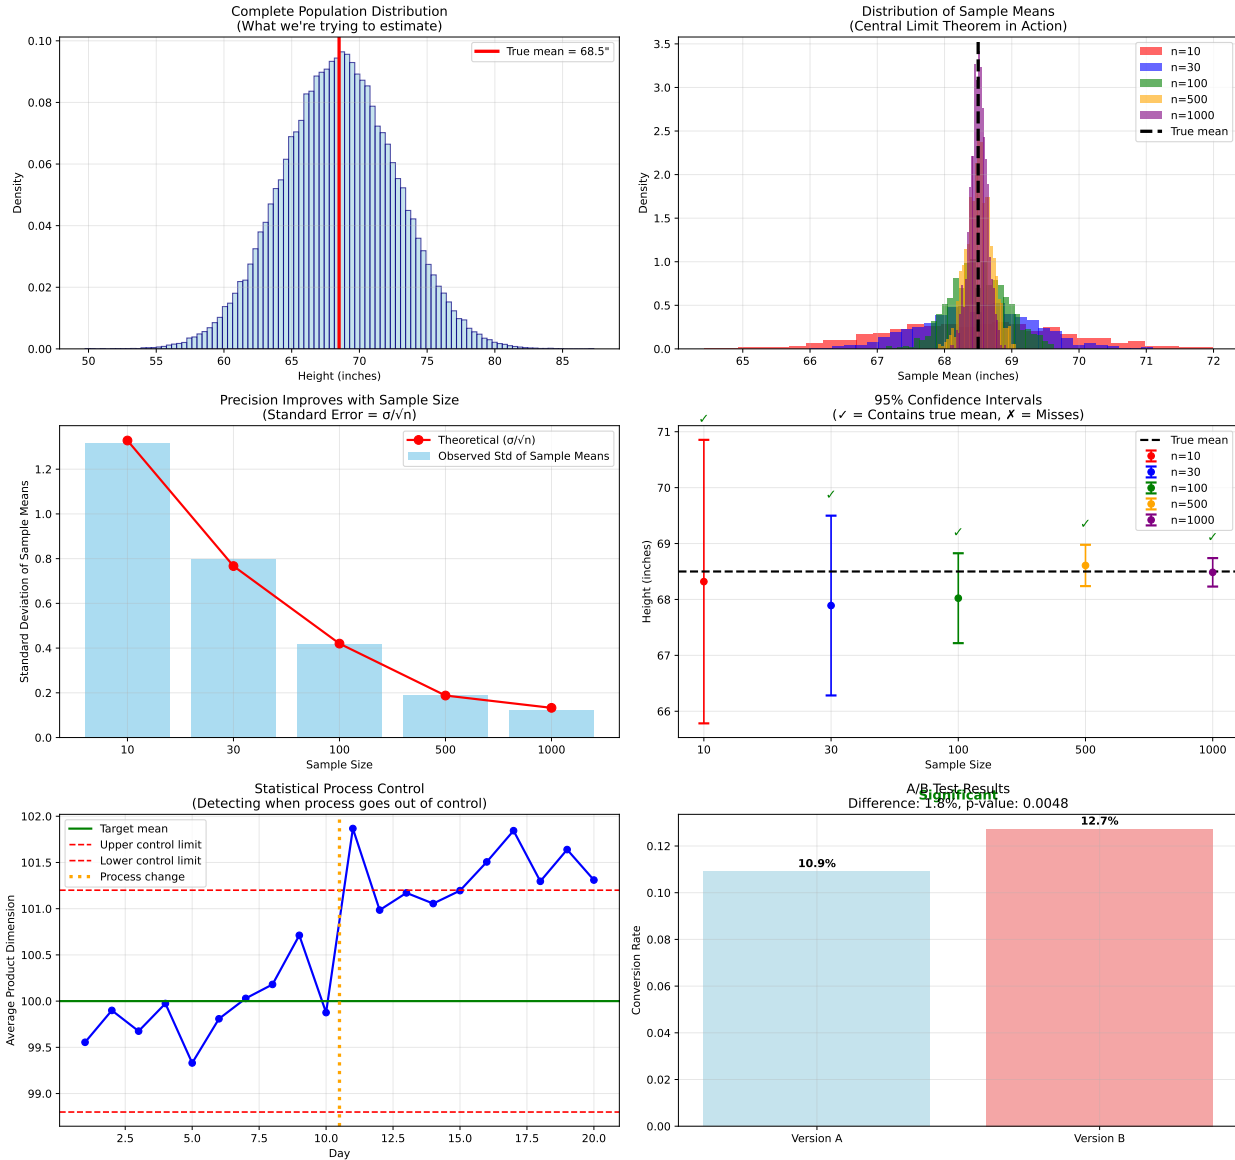 Complete Population Distribution
(What we're trying to estimate)
True mean = 68.5"
Density
0.10
0.08
0.06
0.04
0.02
0.00
50 55 60 65 70 75 80 85
Height (inches)
Distribution of Sample Means
(Central Limit Theorem in Action)
n=10
n=30
n=100
n=500
n=1000
True mean
Density
3.5
3.0
2.5
2.0
1.5
1.0
0.5
0.0
65 66 67 68 69 70 71 72
Sample Mean (inches)
Precision Improves with Sample Size
(Standard Error = σ/√n)
Theoretical (σ/√n)
Observed Std of Sample Means
Standard Deviation of Sample Means
1.2
1.0
0.8
0.6
0.4
0.2
0.0
10 30 100 500 1000
Sample Size
95% Confidence Intervals
(✓ = Contains true mean, ✗ = Misses)
True mean
n=10
n=30
n=100
n=500
n=1000
✓ ✓ ✓ ✓ ✓
Height (inches)
71
70
69
68
67
66
10 30 100 500 1000
Sample Size
Statistical Process Control
(Detecting when process goes out of control)
Target mean
Upper control limit
Lower control limit
Process change
Average Product Dimension
102.0
101.5
101.0
100.5
100.0
99.5
99.0
2.5 5.0 7.5 10.0 12.5 15.0 17.5 20.0
Day
A/B Test Results
Significant
Difference: 1.8%, p-value: 0.0048
10.9%
12.7%
Conversion Rate
0.12
0.10
0.08
0.06
0.04
0.02
0.00
Version A Version B